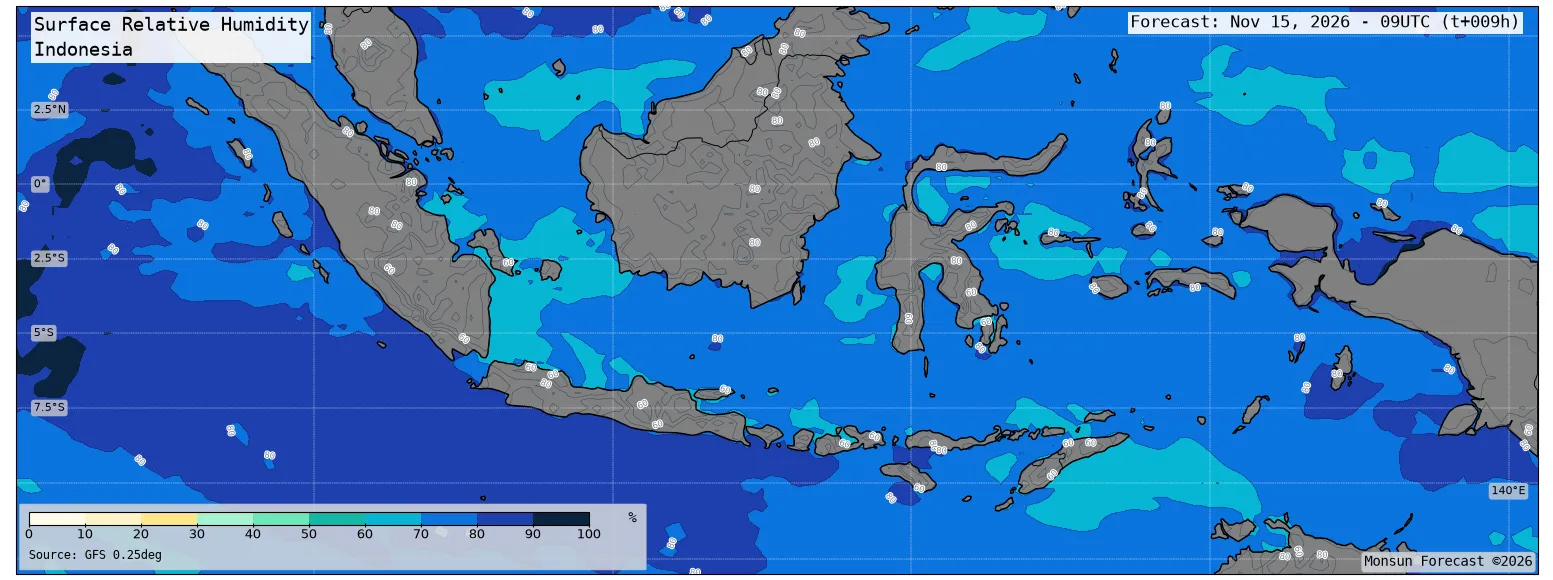 Surface Relative Humidity
Indonesia
Forecast: Nov 15, 2026 - 09UTC (t+009h)
2.5°N
0°
2.5°S
5°S
7.5°S
140°E
%
0 10 20 30 40 50 60 70 80 90 100
Source: GFS 0.25deg
Monsun Forecast ©2026